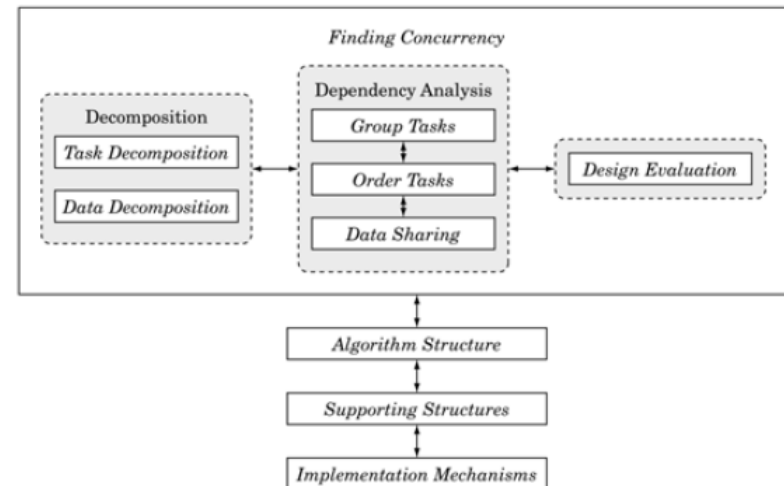 Finding Concurrency
Decomposition
Task Decomposition
Data Decomposition
Dependency Analysis
Group Tasks
Order Tasks
Data Sharing
Design Evaluation
Algorithm Structure
Supporting Structures
Implementation Mechanisms